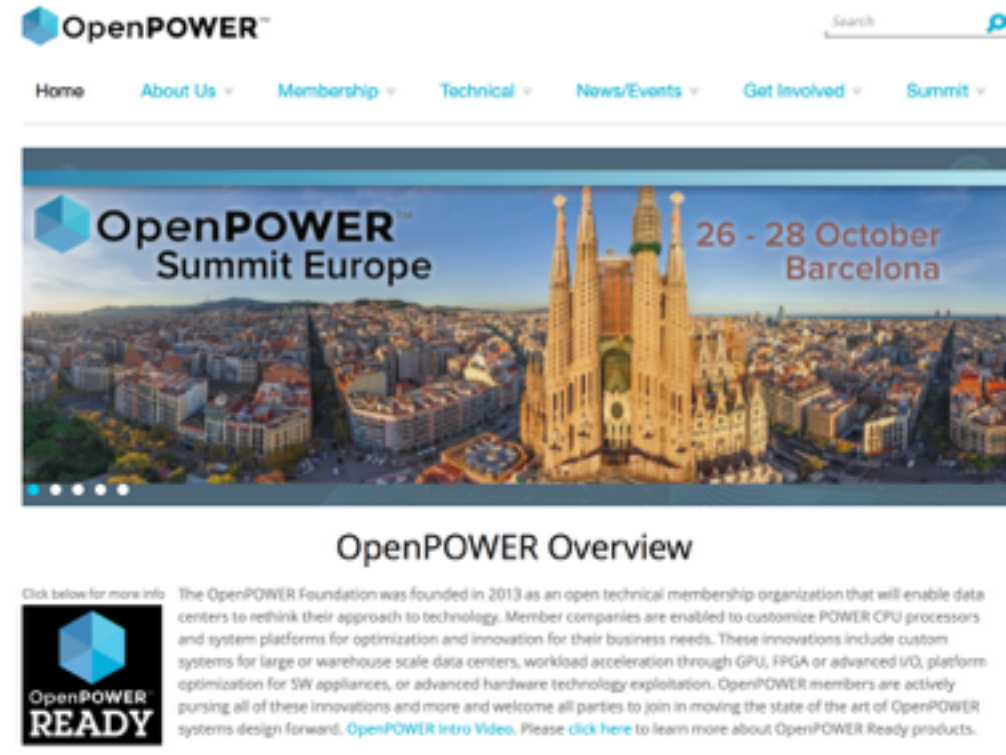 OpenPOWER™
Search
Home About Us Membership Technical News/Events Get Involved Summit
OpenPOWER™
Summit Europe
26 - 28 October
Barcelona
OpenPOWER Overview
Click below for more info
OpenPOWER
READY
The OpenPOWER Foundation was founded in 2013 as an open technical membership organization that will enable data
centers to rethink their approach to technology. Member companies are enabled to customize POWER CPU processors
and system platforms for optimization and innovation for their business needs. These innovations include custom
systems for large or warehouse scale data centers, workload acceleration through GPU, FPGA or advanced I/O, platform
optimization for SW appliances, or advanced hardware technology exploitation. OpenPOWER members are actively
pursing all of these innovations and more and welcome all parties to join in moving the state of the art of OpenPOWER
systems design forward. OpenPOWER Intro Video. Please click here to learn more about OpenPOWER Ready products.